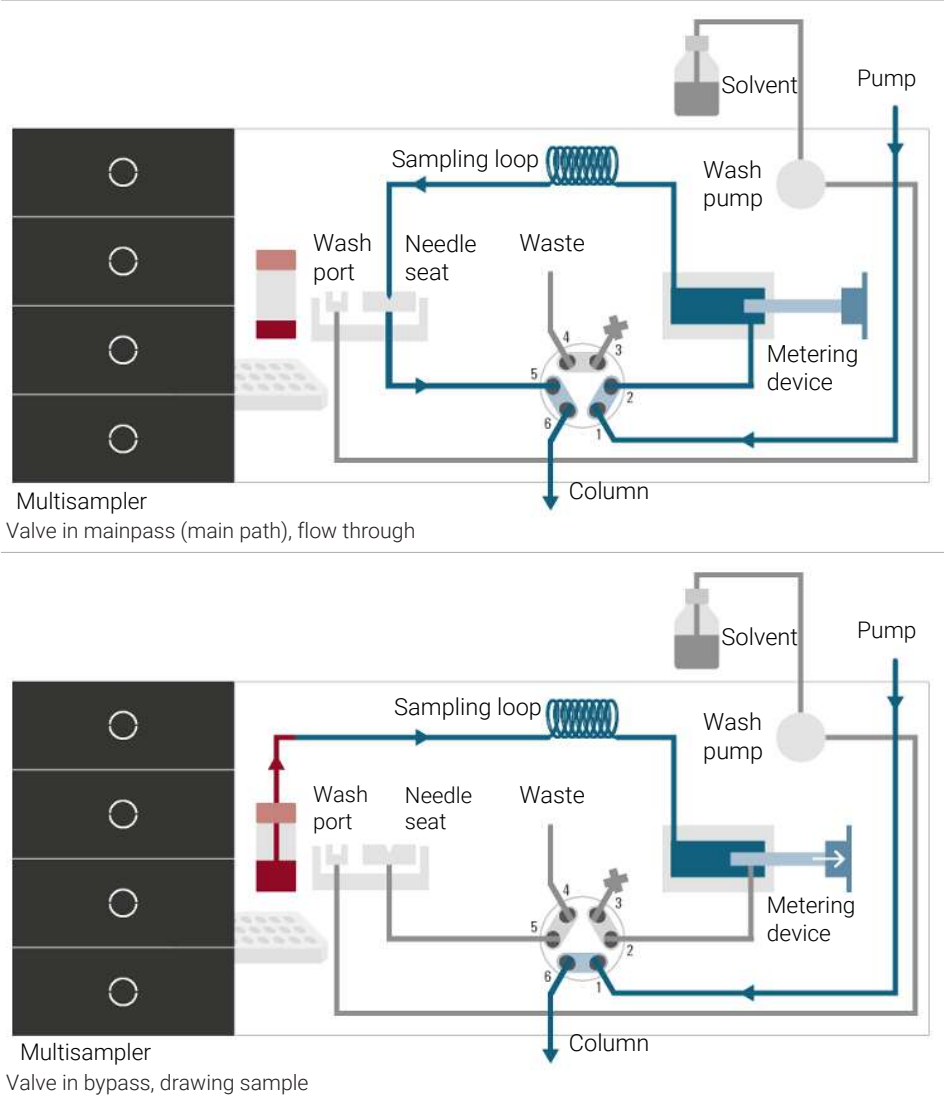 Solvent
Pump
Sampling loop
Wash
pump
Wash
port
Needle
seat
Waste
4
3
Metering
device
5
2
6
1
Column
Multisampler
Valve in mainpass (main path), flow through
Solvent
Pump
Sampling loop
Wash
pump
Wash
port
Needle
seat
Waste
4
3
Metering
device
5
2
6
1
Column
Multisampler
Valve in bypass, drawing sample